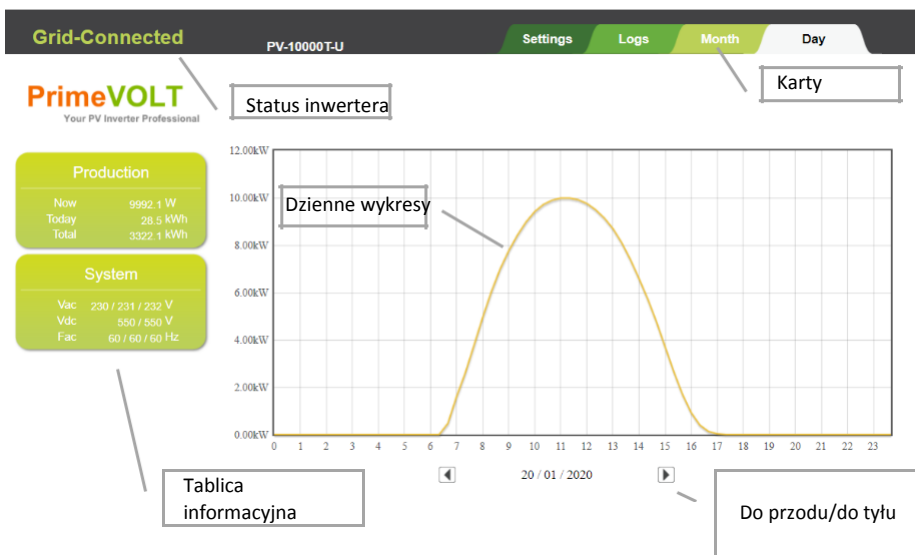 Grid-Connected
PV-10000T-U
Settings
Logs
Month
Day
Karty
PrimeVOLT
Your PV Inverter Professional
Status inwertera
Production
Now 9992.1 W
Today 28.5 kWh
Total 3322.1 kWh
System
Vac 230 / 231 / 232 V
Vdc 550 / 550 V
Fac 60 / 60 / 60 Hz
12.00kW
10.00kW
Dzienne wykresy
8.00kW
6.00kW
4.00kW
2.00kW
0.00kW
0 1 2 3 4 5 6 7 8 9 10 11 12 13 14 15 16 17 18 19 20 21 22 23
20 / 01 / 2020
Tablica
informacyjna
Do przodu/do tyłu